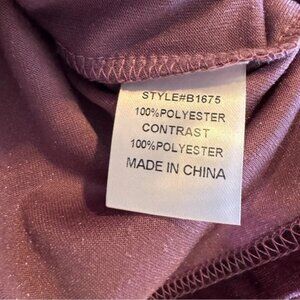 STYLE#B1675
100%POLYESTER
CONTRAST
100%POLYESTER
MADE IN CHINA